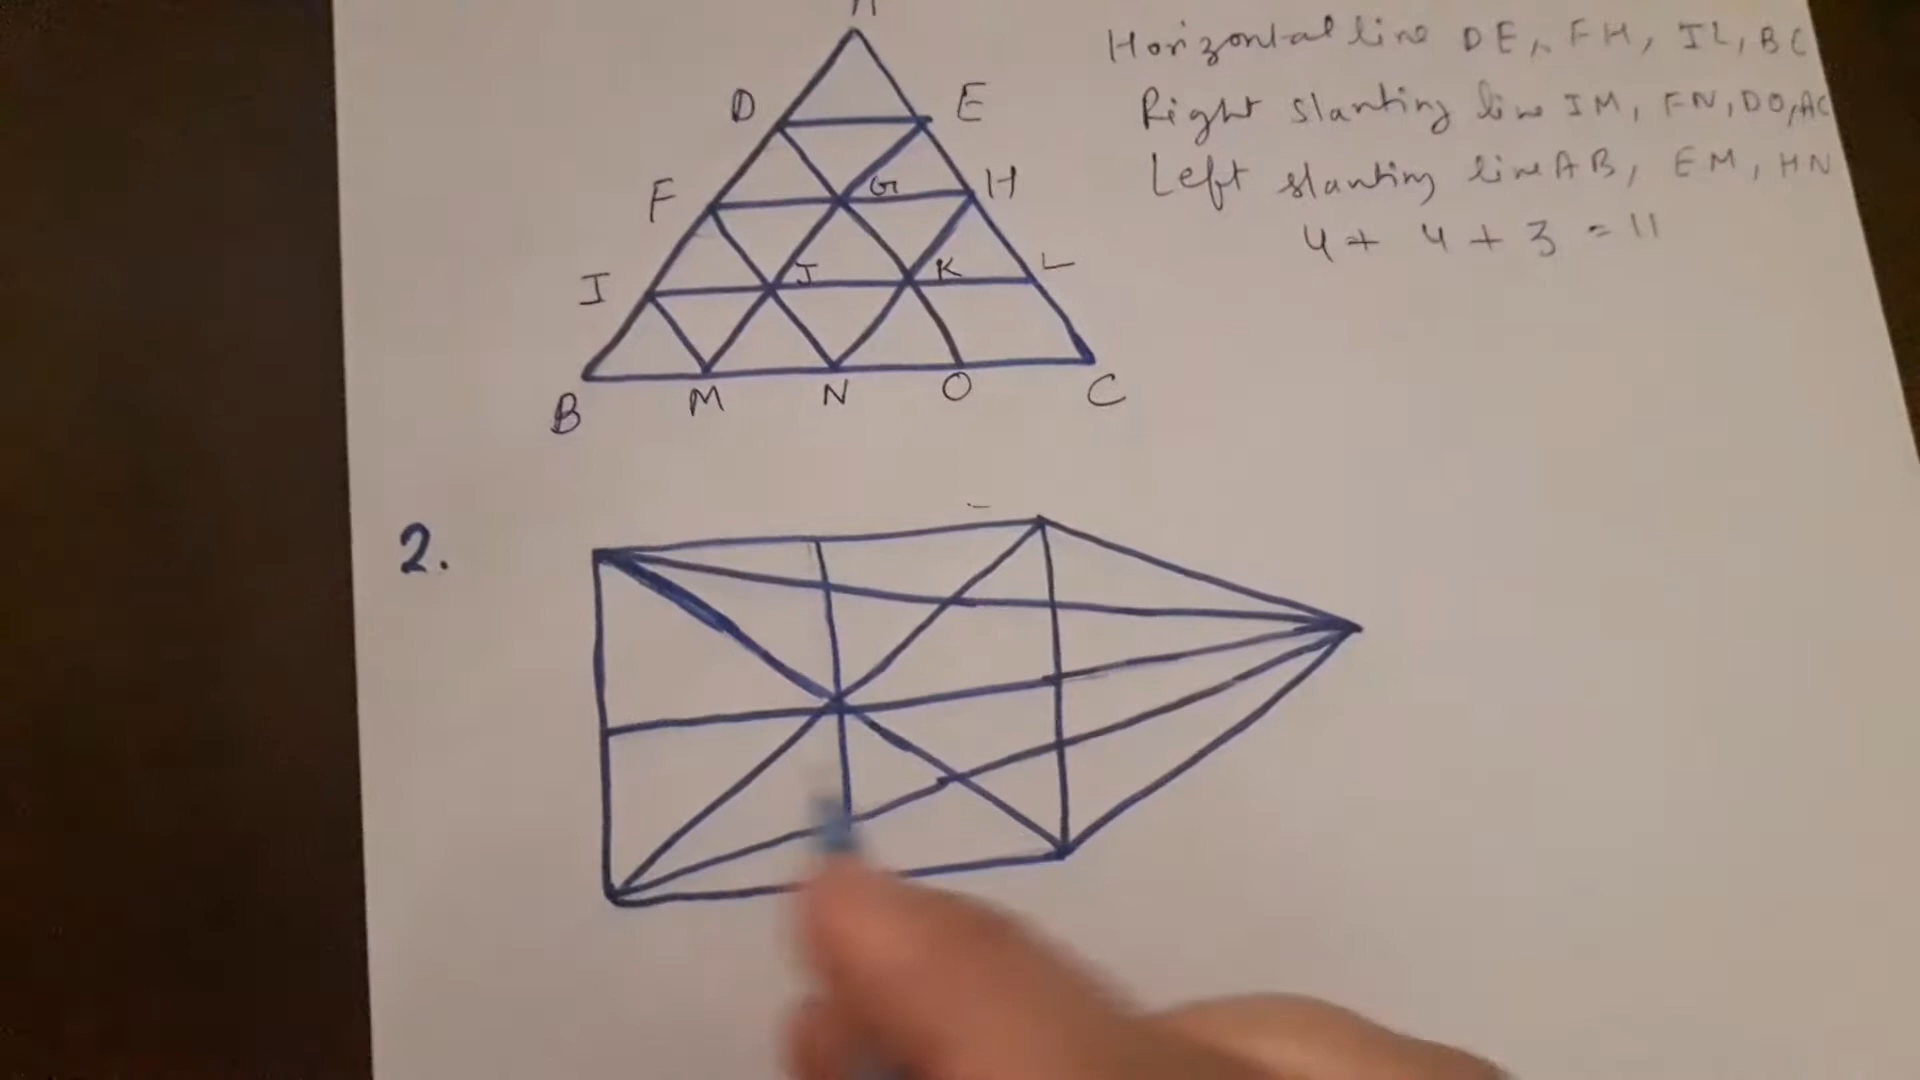 A
D E
F G H
I J K L
B M N O C
Horizontal line DE, FH, IL, BC
Right slanting line IM, FN, DO, AC
Left slanting line AB, EM, HN
4 + 4 + 3 = 11
2.